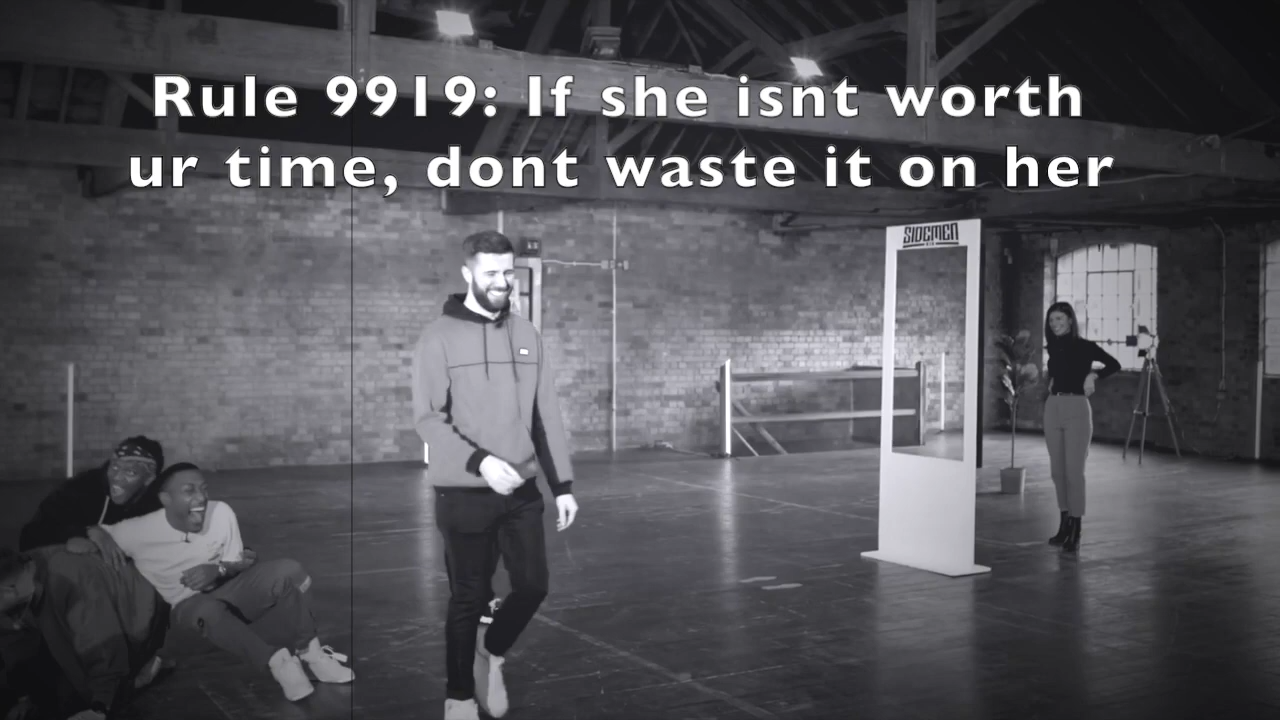 Rule 9919: If she isnt worth
ur time, dont waste it on her
SIDEMEN